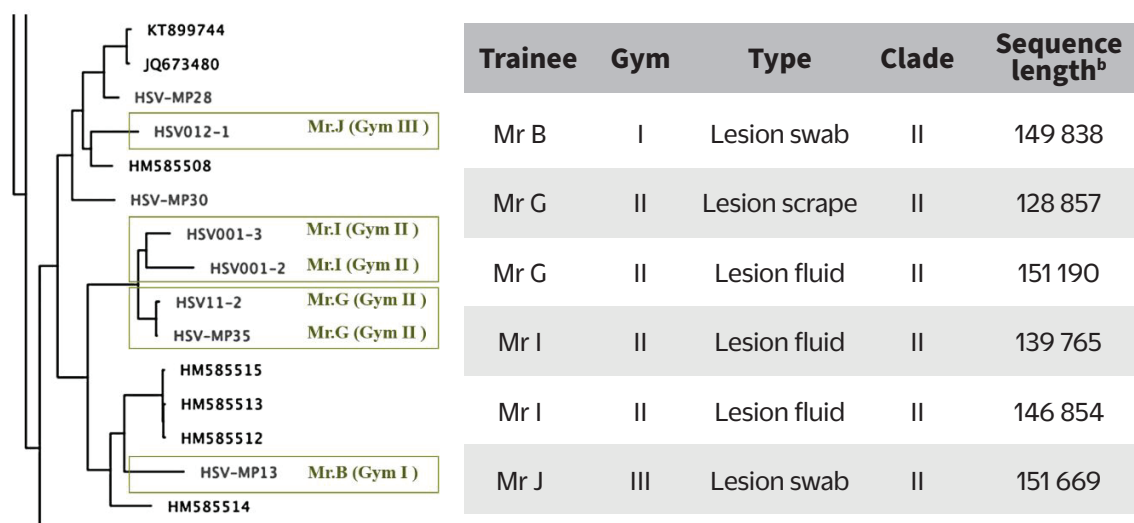 KT899744
JQ673480
HSV-MP28
HSV012-1 Mr.J (Gym III )
HM585508
HSV-MP30
HSV001-3 Mr.I (Gym II )
HSV001-2 Mr.I (Gym II )
HSV11-2 Mr.G (Gym II )
HSV-MP35 Mr.G (Gym II )
HM585515
HM585513
HM585512
HSV-MP13 Mr.B (Gym I )
HM585514
Trainee Gym Type Clade Sequence
lengthᵇ
Mr B I Lesion swab II 149 838
Mr G II Lesion scrape II 128 857
Mr G II Lesion fluid II 151 190
Mr I II Lesion fluid II 139 765
Mr I II Lesion fluid II 146 854
Mr J III Lesion swab II 151 669